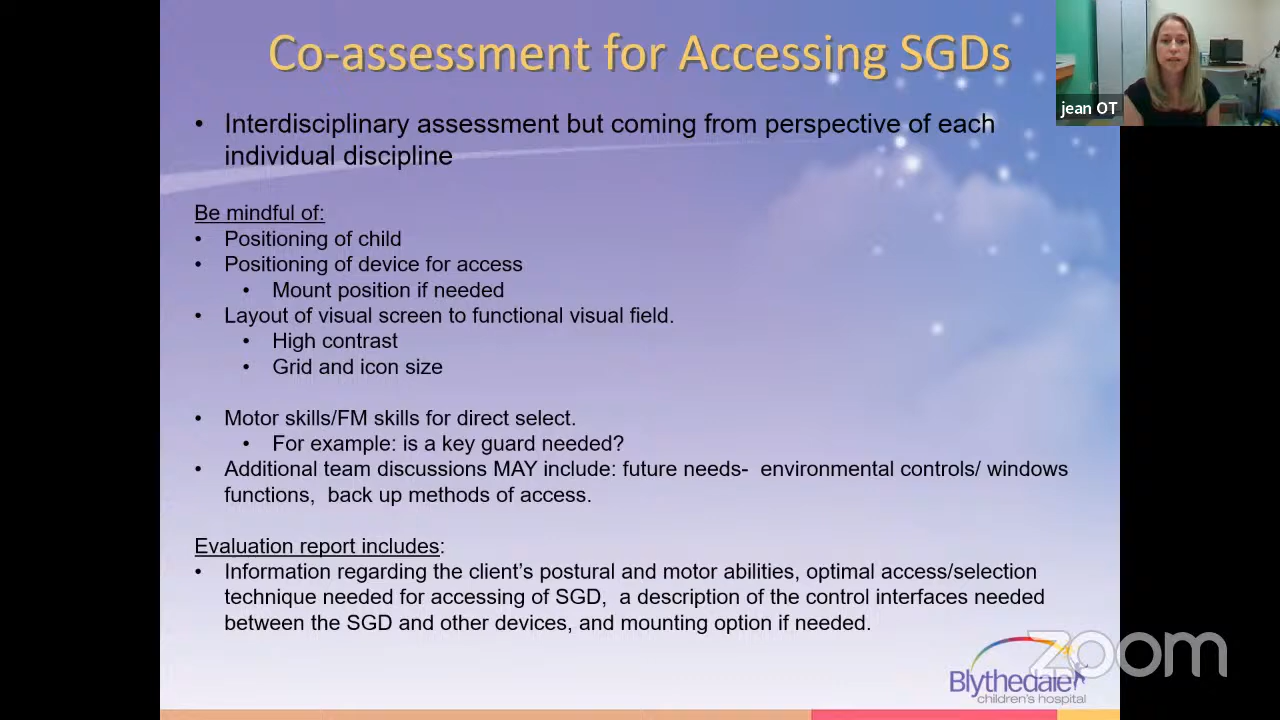 Co-assessment for Accessing SGDs
jean OT
• Interdisciplinary assessment but coming from perspective of each
individual discipline
Be mindful of:
• Positioning of child
• Positioning of device for access
• Mount position if needed
• Layout of visual screen to functional visual field.
• High contrast
• Grid and icon size
• Motor skills/FM skills for direct select.
• For example: is a key guard needed?
• Additional team discussions MAY include: future needs-  environmental controls/ windows
functions,  back up methods of access.
Evaluation report includes:
• Information regarding the client’s postural and motor abilities, optimal access/selection
technique needed for accessing of SGD,  a description of the control interfaces needed
between the SGD and other devices, and mounting option if needed.
zoom
Blythedale
children's hospital